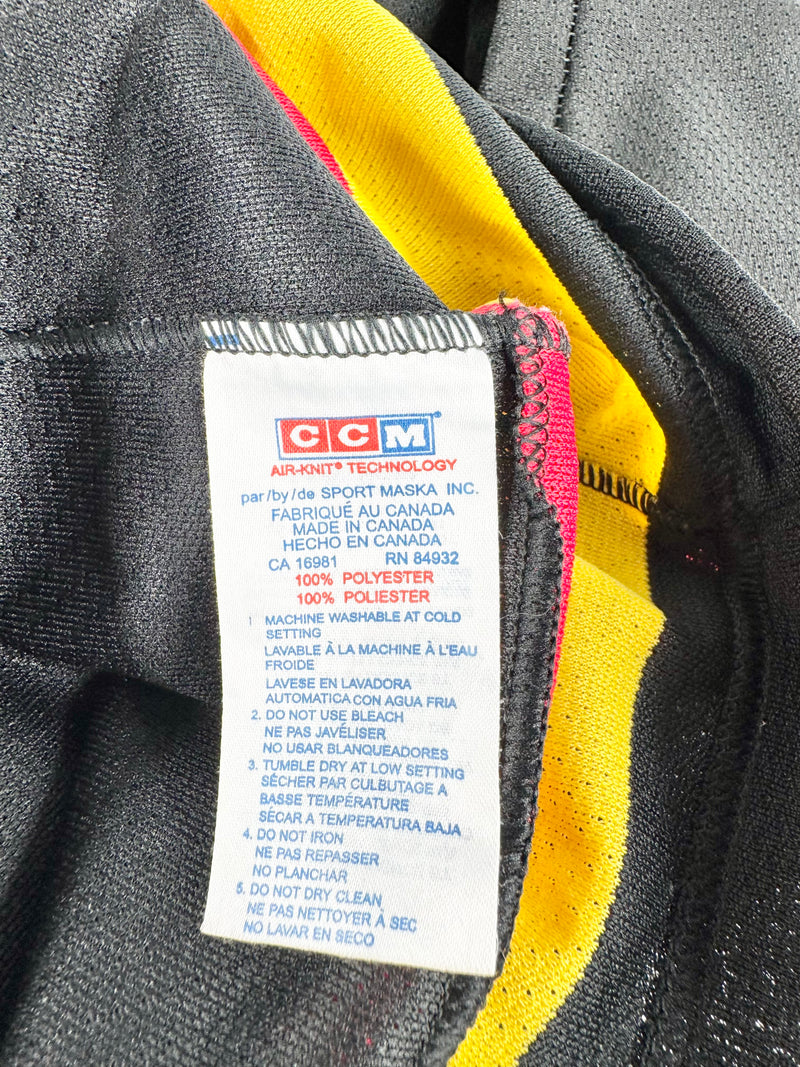 CCM®
AIR-KNIT® TECHNOLOGY
par/by/de SPORT MASKA INC.
FABRIQUÉ AU CANADA
MADE IN CANADA
HECHO EN CANADA
CA 16981 RN 84932
100% POLYESTER
100% POLIESTER
1 MACHINE WASHABLE AT COLD
SETTING
LAVABLE À LA MACHINE À L'EAU
FROIDE
LAVESE EN LAVADORA
AUTOMATICA CON AGUA FRIA
2. DO NOT USE BLEACH
NE PAS JAVÉLISER
NO USAR BLANQUEADORES
3. TUMBLE DRY AT LOW SETTING
SÉCHER PAR CULBUTAGE A
BASSE TEMPÉRATURE
SÉCAR A TEMPERATURA BAJA
4. DO NOT IRON
NE PAS REPASSER
NO PLANCHAR
5. DO NOT DRY CLEAN
NE PAS NETTOYER À SEC
NO LAVAR EN SECO